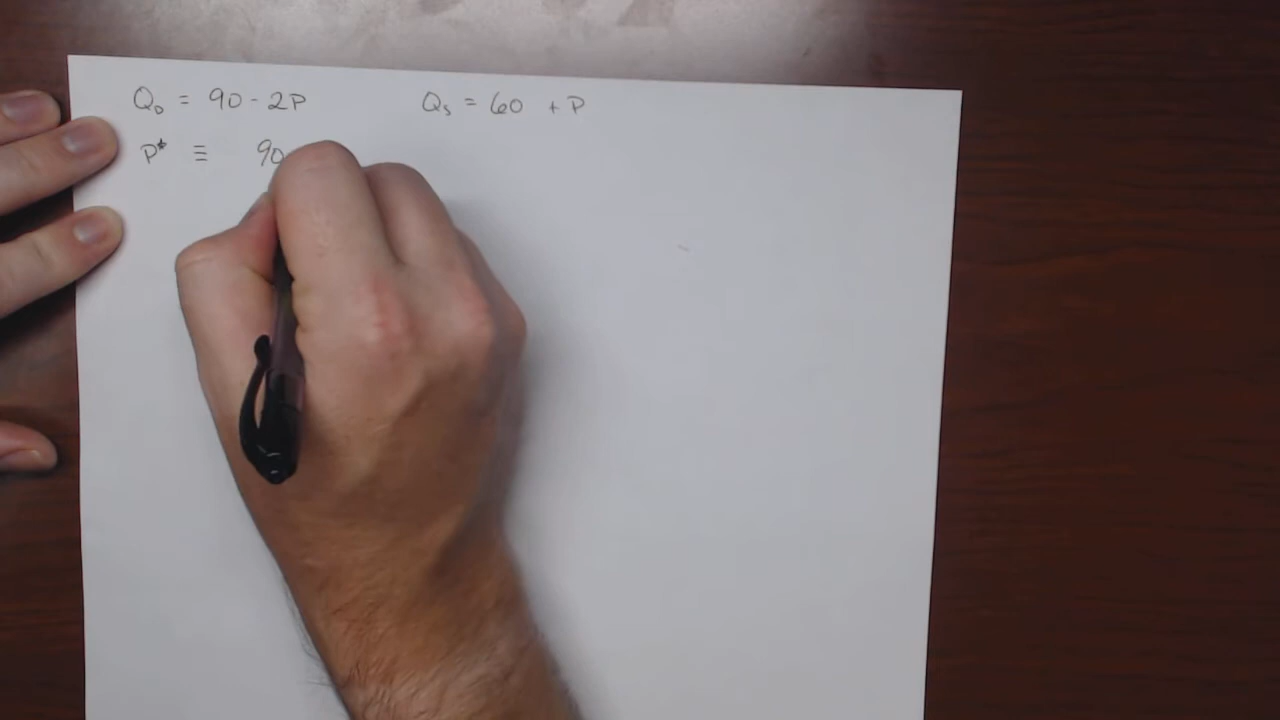 Q_D = 90 - 2P Q_S = 60 + P
P* ≡ 90